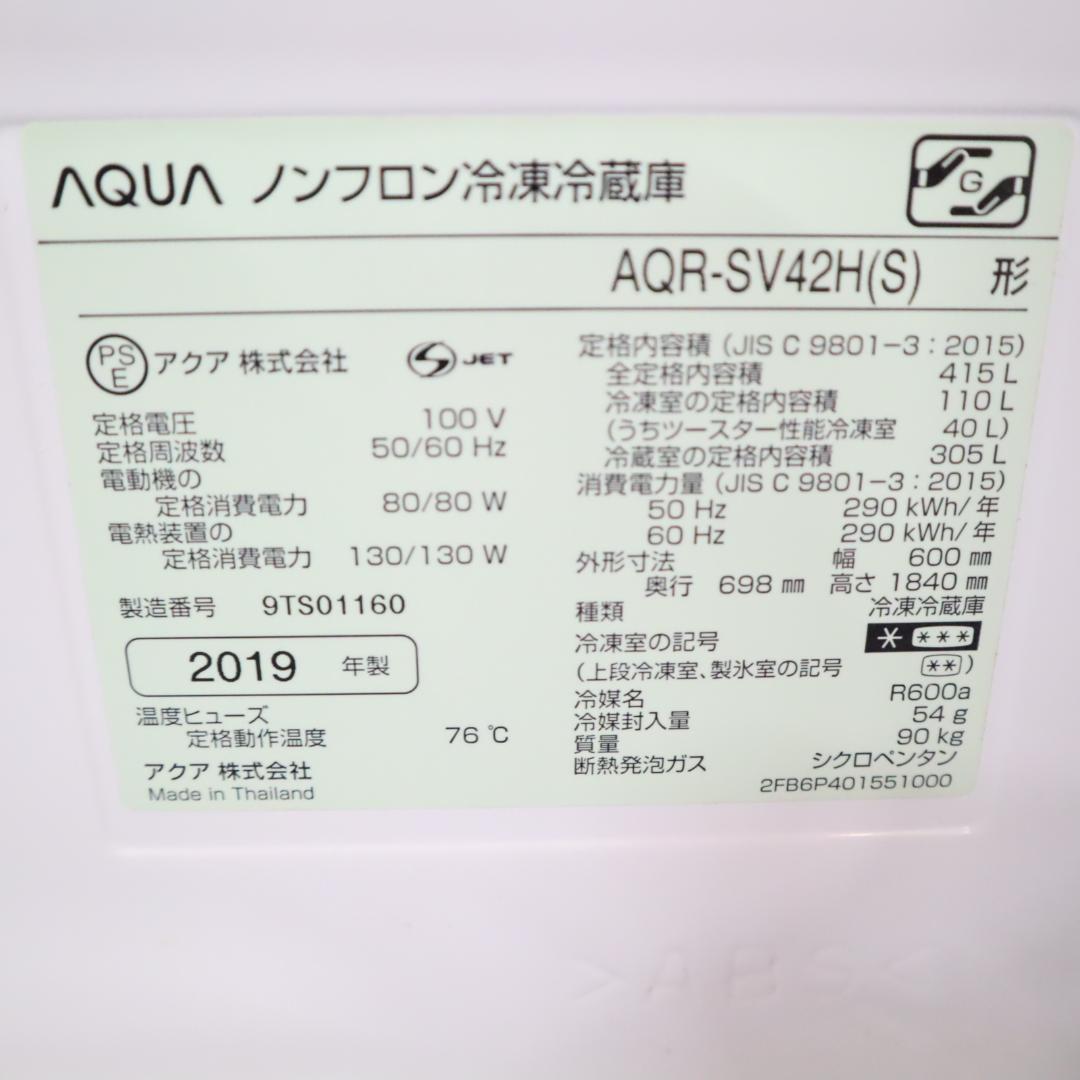 AQUA ノンフロン冷凍冷蔵庫
G
AQR-SV42H(S) 形
PS
E
アクア 株式会社
S JET
定格電圧 100 V
定格周波数 50/60 Hz
電動機の
定格消費電力 80/80 W
電熱装置の
定格消費電力 130/130 W
製造番号 9TS01160
2019 年製
温度ヒューズ
定格動作温度 76 ℃
アクア 株式会社
Made in Thailand
定格内容積 (JIS C 9801-3 : 2015)
全定格内容積 415 L
冷凍室の定格内容積 110 L
(うちツースター性能冷凍室 40 L)
冷蔵室の定格内容積 305 L
消費電力量 (JIS C 9801-3 : 2015)
50 Hz 290 kWh/年
60 Hz 290 kWh/年
外形寸法 幅 600 ㎜
奥行 698 ㎜ 高さ 1840 ㎜
種類 冷凍冷蔵庫
冷凍室の記号 * ***
(上段冷凍室、製氷室の記号 **)
冷媒名 R600a
冷媒封入量 54 g
質量 90 kg
断熱発泡ガス シクロペンタン
2FB6P401551000
>ABS<